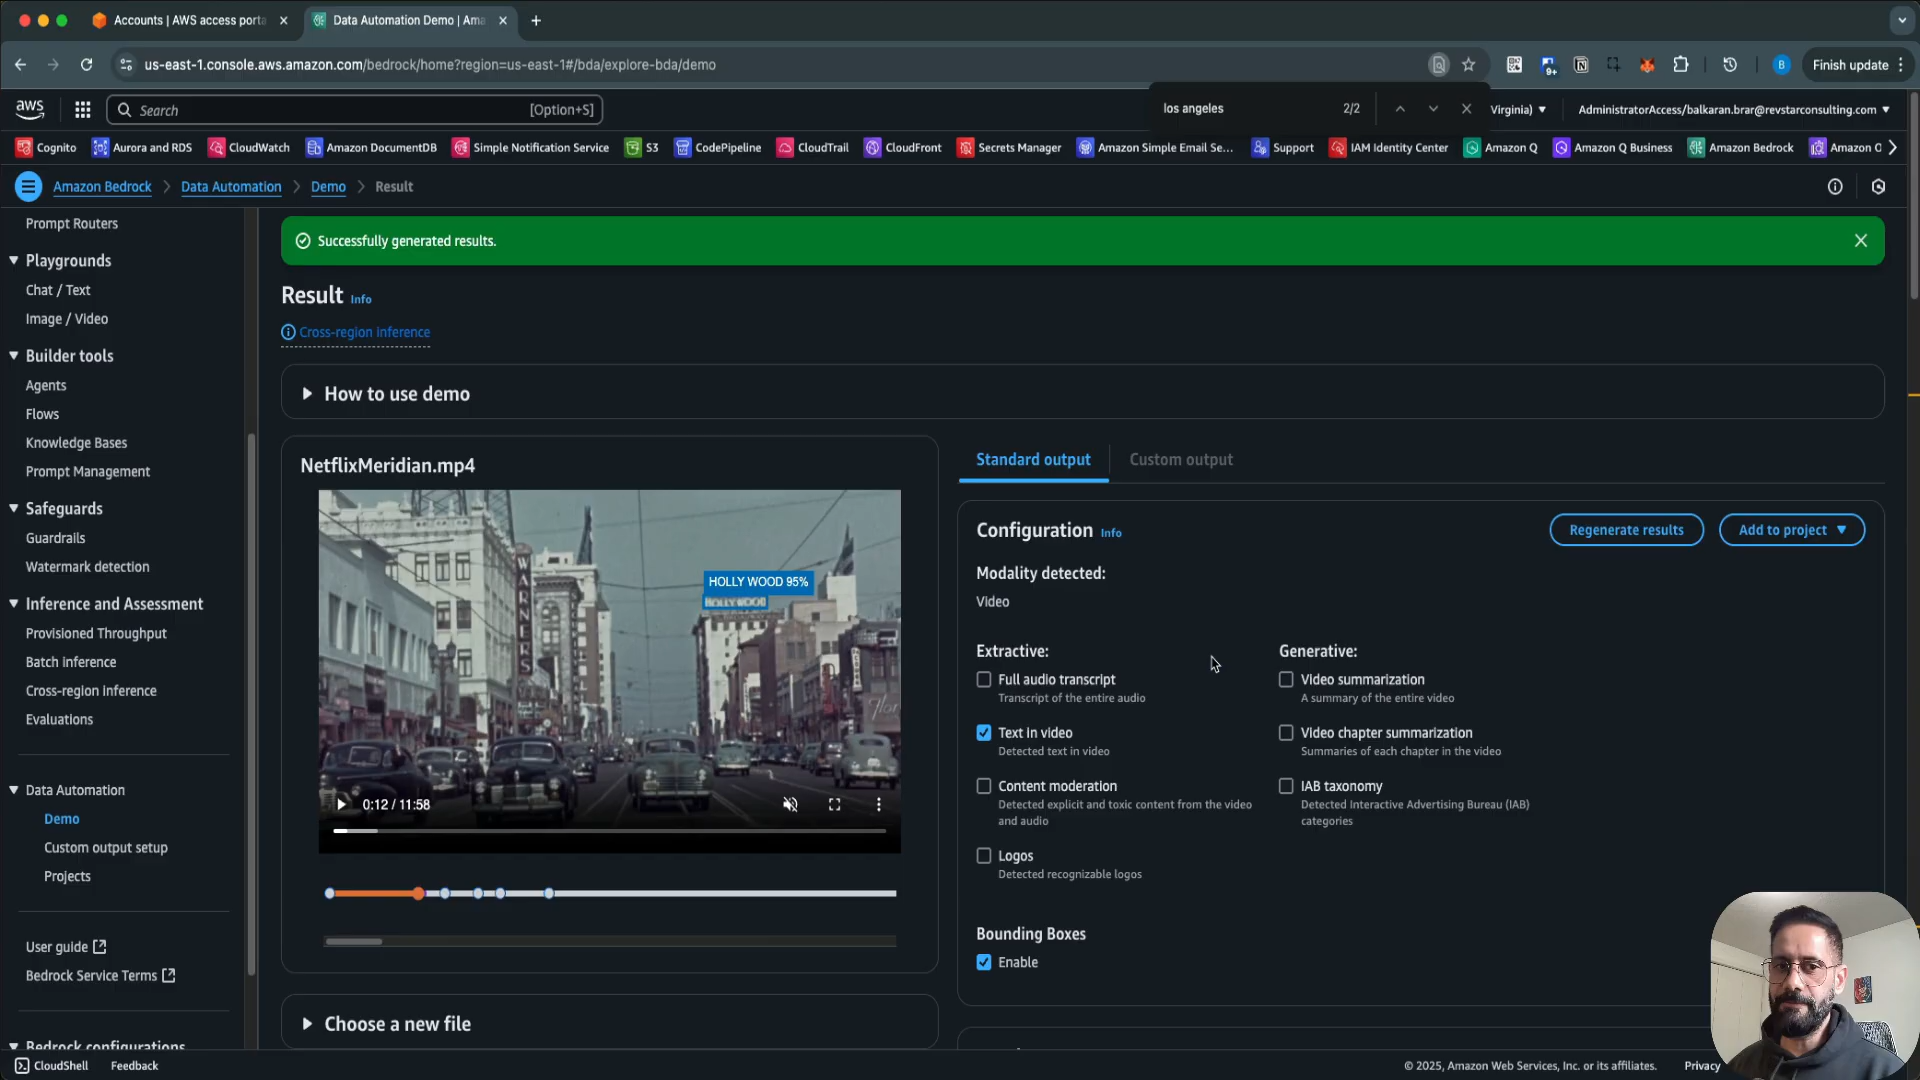 Accounts | AWS access porta
Data Automation Demo | Ama
us-east-1.console.aws.amazon.com/bedrock/home?region=us-east-1#/bda/explore-bda/demo
9+
B
Finish update
aws
Search
[Option+S]
los angeles
2/2
Virginia)
AdministratorAccess/balkaran.brar@revstarconsulting.com
Cognito
Aurora and RDS
CloudWatch
Amazon DocumentDB
Simple Notification Service
S3
CodePipeline
CloudTrail
CloudFront
Secrets Manager
Amazon Simple Email Se...
Support
IAM Identity Center
Amazon Q
Amazon Q Business
Amazon Bedrock
Amazon O
Amazon Bedrock
Data Automation
Demo
Result
Prompt Routers
Playgrounds
Chat / Text
Image / Video
Builder tools
Agents
Flows
Knowledge Bases
Prompt Management
Safeguards
Guardrails
Watermark detection
Inference and Assessment
Provisioned Throughput
Batch inference
Cross-region inference
Evaluations
Data Automation
Demo
Custom output setup
Projects
User guide
Bedrock Service Terms
Bedrock configurations
Successfully generated results.
Result Info
Cross-region inference
How to use demo
NetflixMeridian.mp4
WARNERS
HOLLY WOOD 95%
HOLLYWOOD
0:12 / 11:58
Choose a new file
Standard output
Custom output
Configuration Info
Regenerate results
Add to project
Modality detected:
Video
Extractive:
Full audio transcript
Transcript of the entire audio
Text in video
Detected text in video
Content moderation
Detected explicit and toxic content from the video
and audio
Logos
Detected recognizable logos
Generative:
Video summarization
A summary of the entire video
Video chapter summarization
Summaries of each chapter in the video
IAB taxonomy
Detected Interactive Advertising Bureau (IAB)
categories
Bounding Boxes
Enable
CloudShell
Feedback
© 2025, Amazon Web Services, Inc. or its affiliates.
Privacy